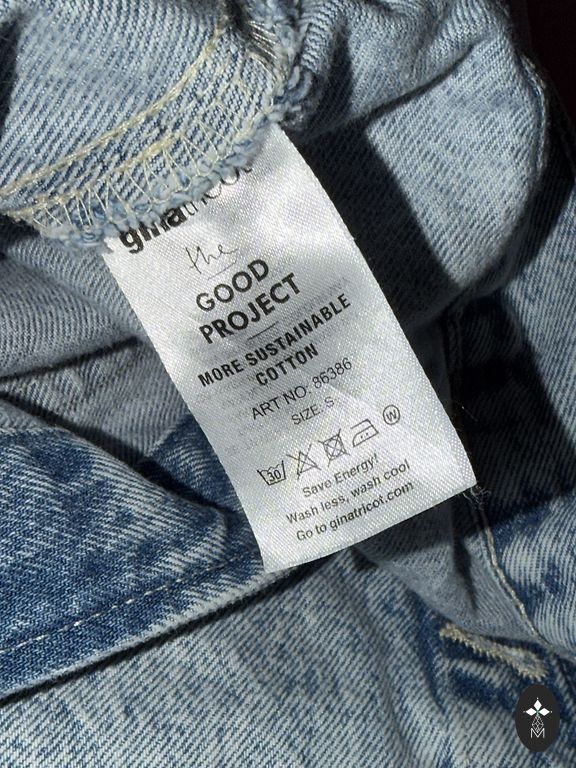 ginatricot
the
GOOD
PROJECT
MORE SUSTAINABLE
COTTON
ART NO: 86386
SIZE: S
30
W
Save Energy!
Wash less, wash cool
Go to ginatricot.com